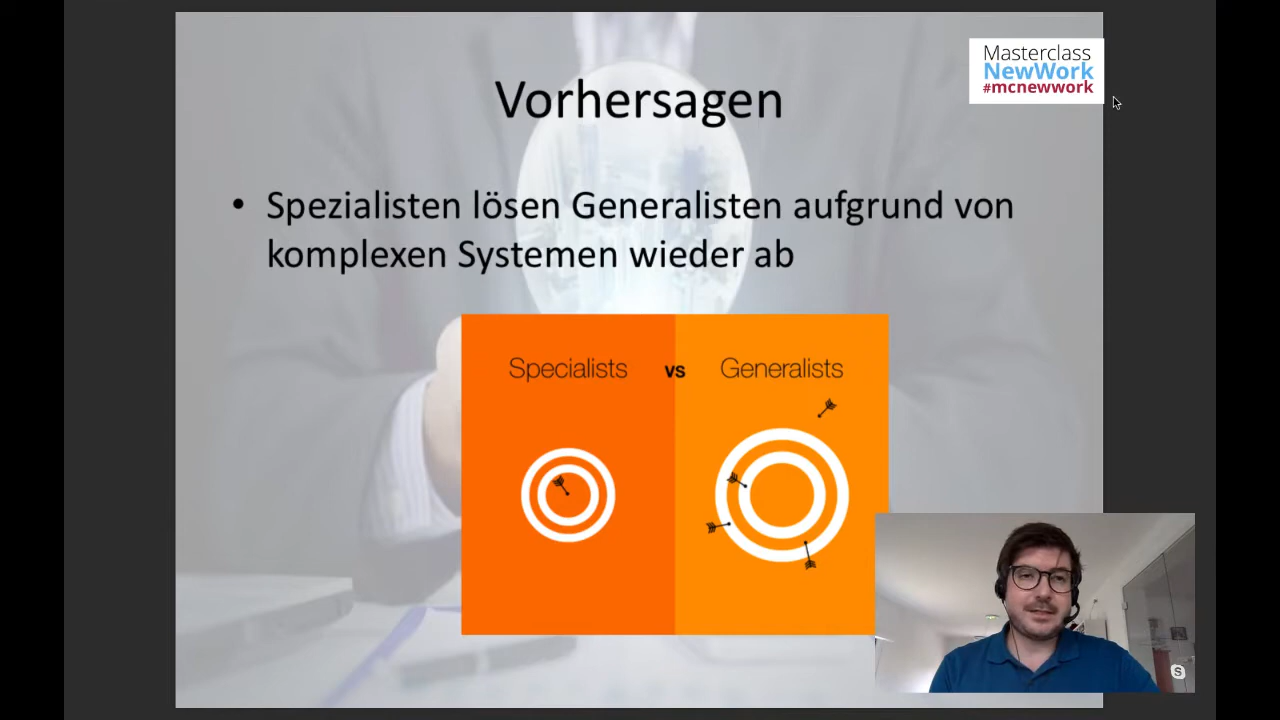 Masterclass
NewWork
#mcnewwork
Vorhersagen
• Spezialisten lösen Generalisten aufgrund von
komplexen Systemen wieder ab
Specialists vs Generalists